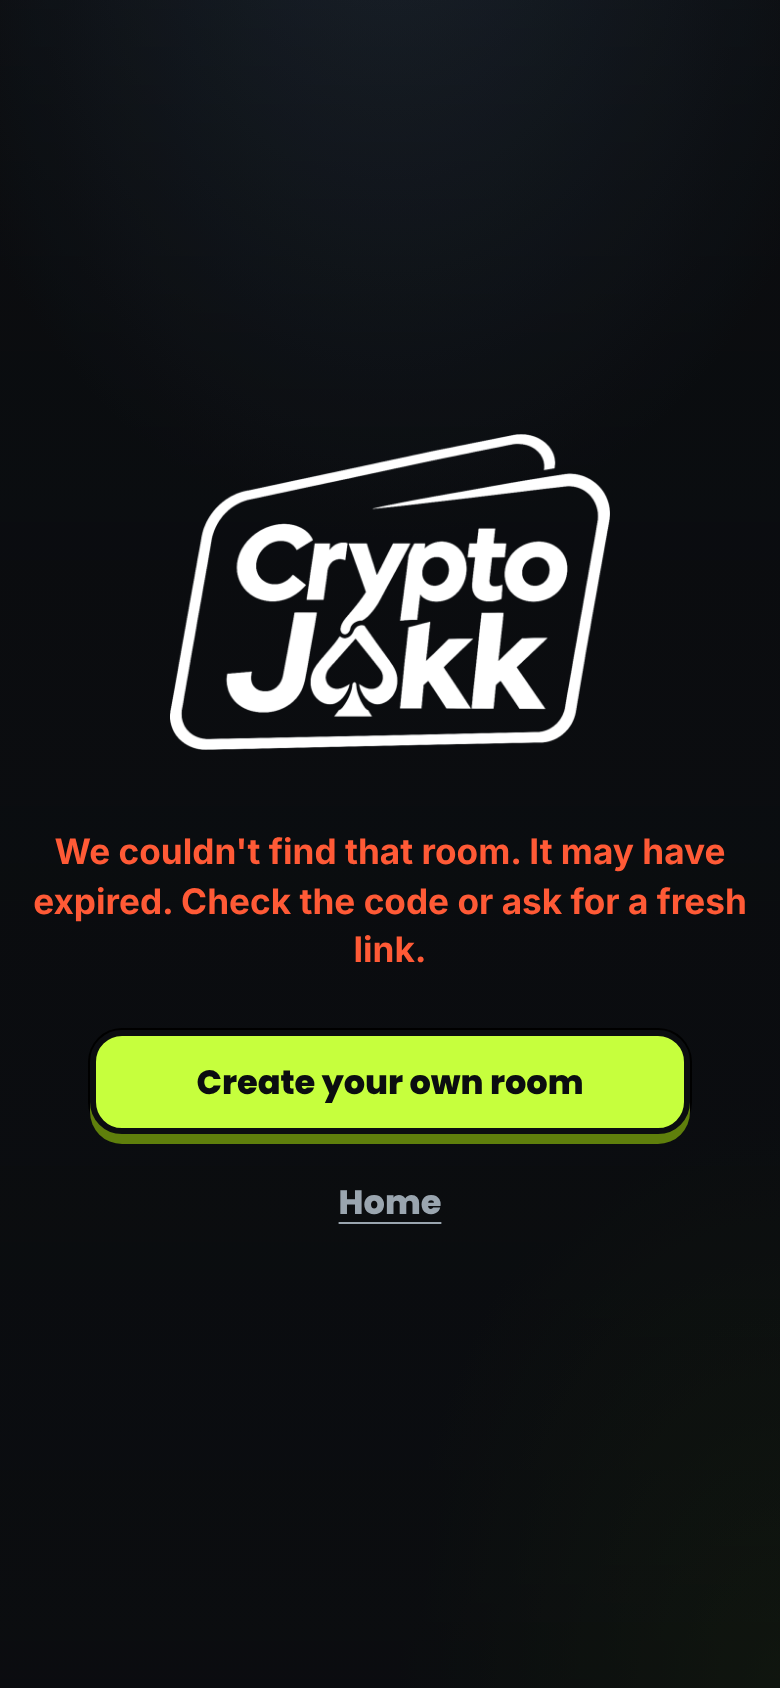 Crypto
Jokk
We couldn't find that room. It may have
expired. Check the code or ask for a fresh
link.
Create your own room
Home